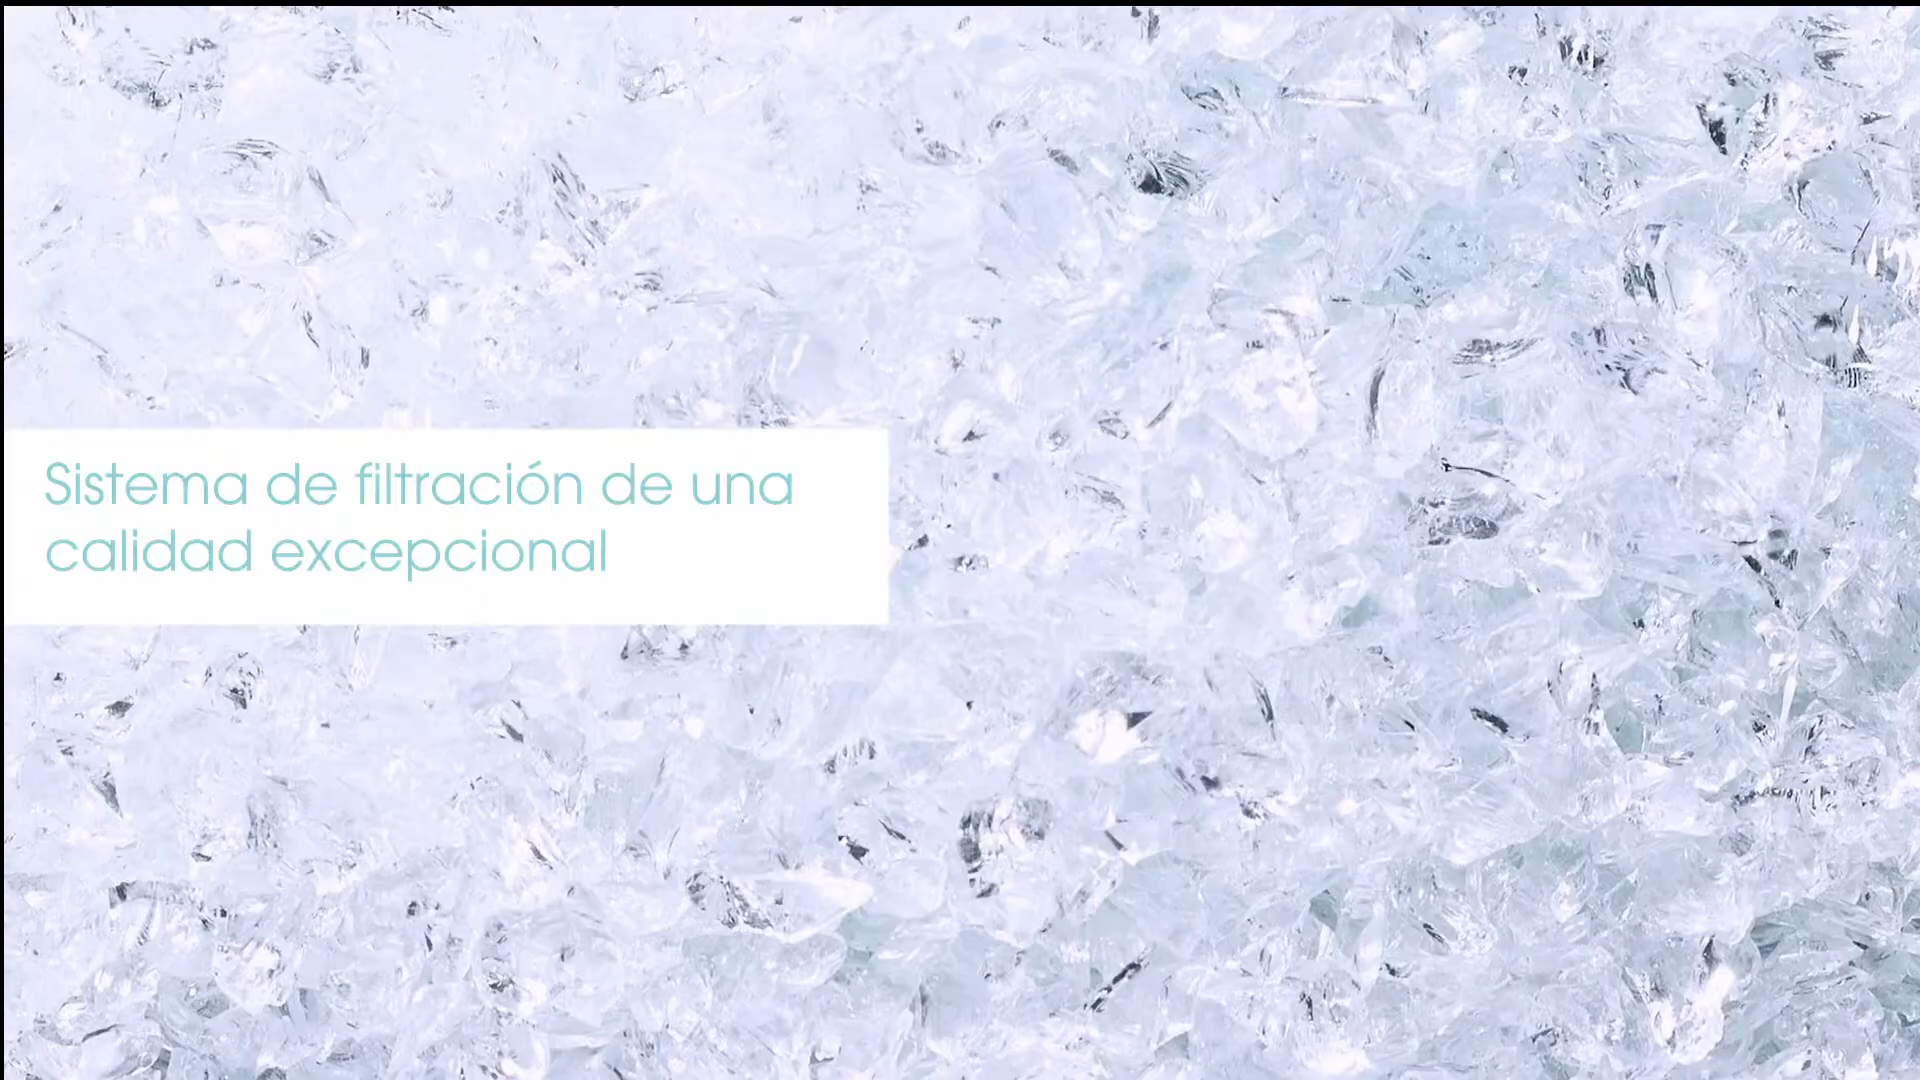 Sistema de filtración de una
calidad excepcional